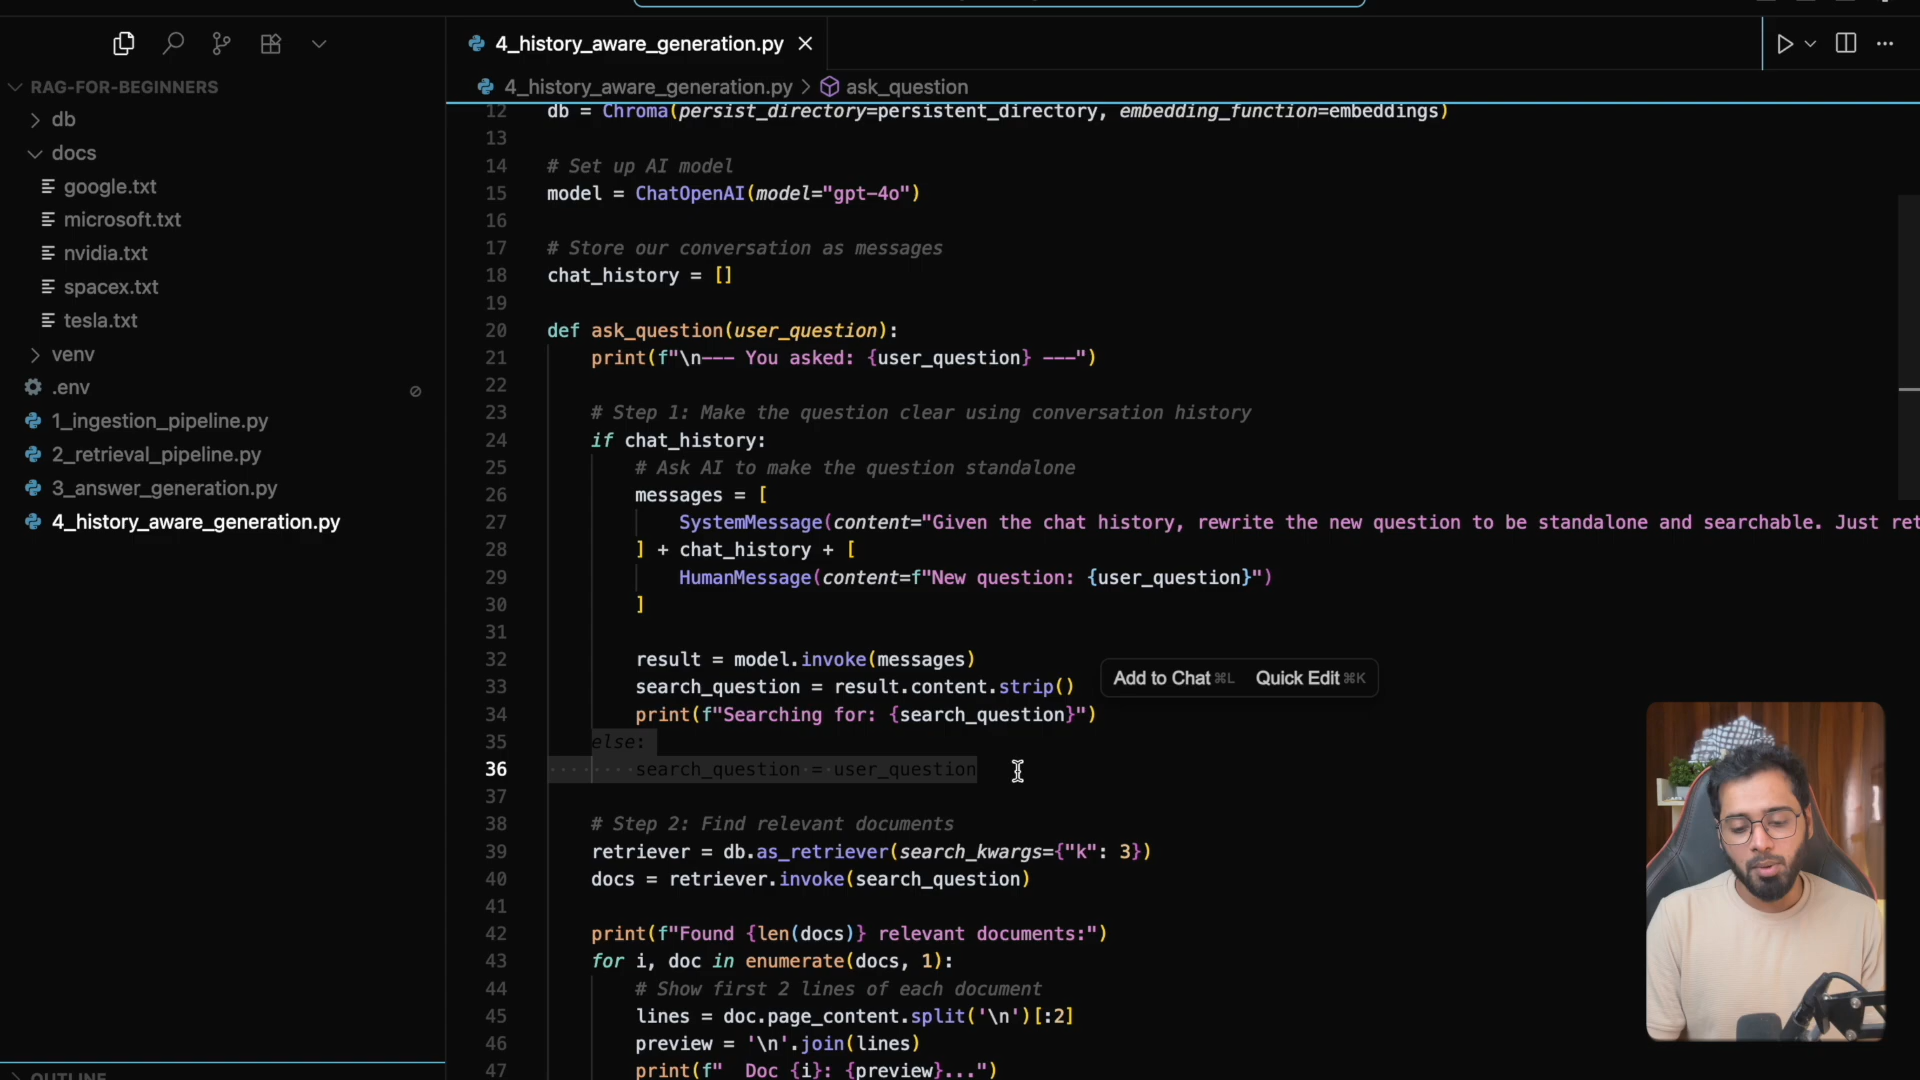 4_history_aware_generation.py
RAG-FOR-BEGINNERS
db
docs
google.txt
microsoft.txt
nvidia.txt
spacex.txt
tesla.txt
venv
.env
1_ingestion_pipeline.py
2_retrieval_pipeline.py
3_answer_generation.py
4_history_aware_generation.py
OUTLINE
4_history_aware_generation.py > ask_question
12 db = Chroma(persist_directory=persistent_directory, embedding_function=embeddings)
13
14 # Set up AI model
15 model = ChatOpenAI(model="gpt-4o")
16
17 # Store our conversation as messages
18 chat_history = []
19
20 def ask_question(user_question):
21 print(f"\n--- You asked: {user_question} ---")
22
23 # Step 1: Make the question clear using conversation history
24 if chat_history:
25 # Ask AI to make the question standalone
26 messages = [
27 SystemMessage(content="Given the chat history, rewrite the new question to be standalone and searchable. Just ret
28 ] + chat_history + [
29 HumanMessage(content=f"New question: {user_question}")
30 ]
31
32 result = model.invoke(messages)
33 search_question = result.content.strip()
34 print(f"Searching for: {search_question}")
35 else:
36 search_question = user_question
37
38 # Step 2: Find relevant documents
39 retriever = db.as_retriever(search_kwargs={"k": 3})
40 docs = retriever.invoke(search_question)
41
42 print(f"Found {len(docs)} relevant documents:")
43 for i, doc in enumerate(docs, 1):
44 # Show first 2 lines of each document
45 lines = doc.page_content.split('\n')[:2]
46 preview = '\n'.join(lines)
47 print(f" Doc {i}: {preview}...")
Add to Chat ⌘L Quick Edit ⌘K